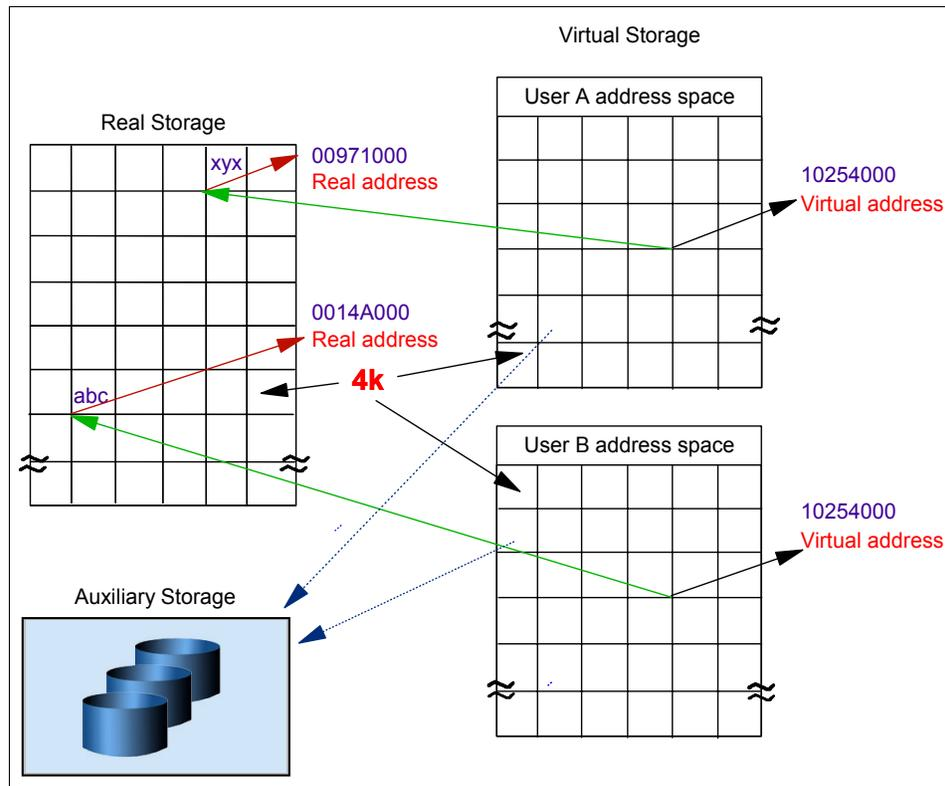 Virtual Storage
User A address space
Real Storage
xyx
00971000
Real address
10254000
Virtual address
0014A000
Real address
4k
abc
User B address space
10254000
Virtual address
Auxiliary Storage